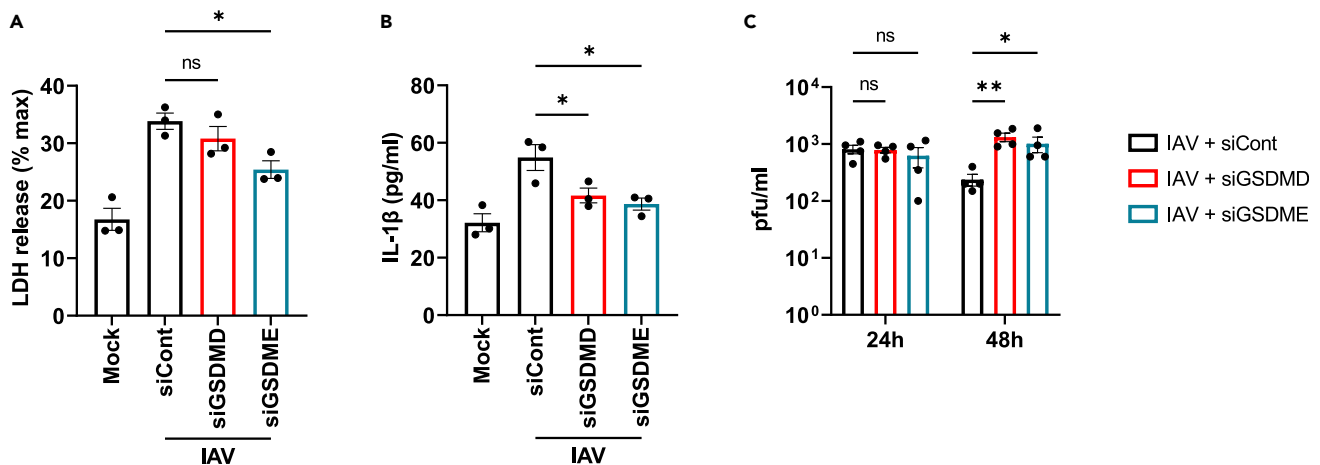 A
LDH release (% max)
40
30
20
10
0
*
ns
Mock
siCont
siGSDMD
siGSDME
IAV
B
IL-1β (pg/ml)
80
60
40
20
0
*
*
Mock
siCont
siGSDMD
siGSDME
IAV
C
pfu/ml
10⁴
10³
10²
10¹
10⁰
ns
ns
*
**
24h
48h
IAV + siCont
IAV + siGSDMD
IAV + siGSDME